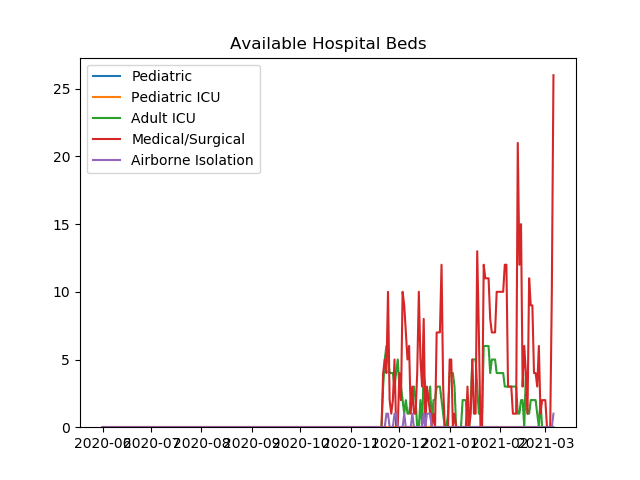 Available Hospital Beds
Pediatric
Pediatric ICU
Adult ICU
Medical/Surgical
Airborne Isolation
25
20
15
10
5
0
2020-06 2020-07 2020-08 2020-09 2020-10 2020-11 2020-12 2021-01 2021-02 2021-03